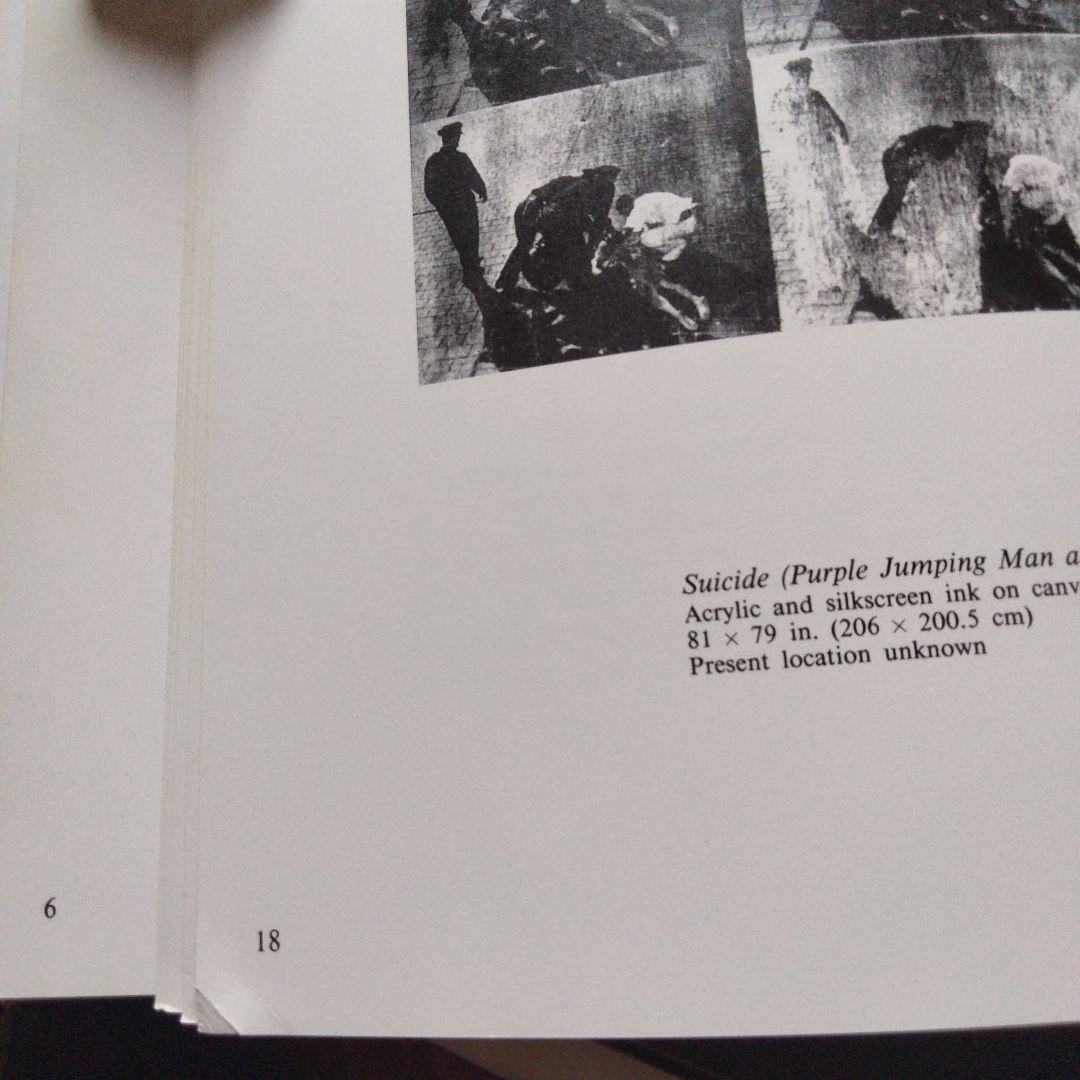 Suicide (Purple Jumping Man a
Acrylic and silkscreen ink on canv
81 × 79 in. (206 × 200.5 cm)
Present location unknown
6
18